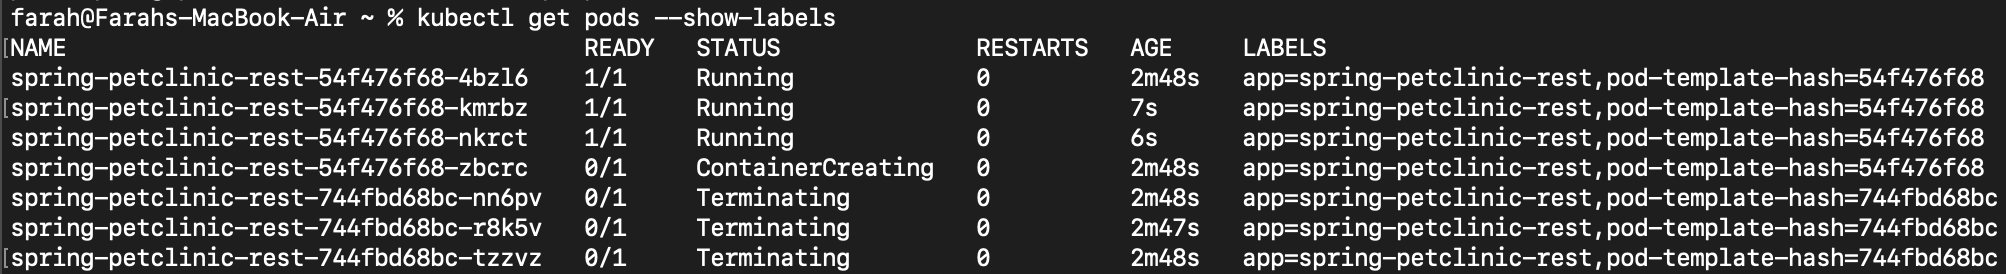 farah@Farahs-MacBook-Air ~ % kubectl get pods --show-labels
NAME READY STATUS RESTARTS AGE LABELS
spring-petclinic-rest-54f476f68-4bzl6 1/1 Running 0 2m48s app=spring-petclinic-rest,pod-template-hash=54f476f68
spring-petclinic-rest-54f476f68-kmrbz 1/1 Running 0 7s app=spring-petclinic-rest,pod-template-hash=54f476f68
spring-petclinic-rest-54f476f68-nkrct 1/1 Running 0 6s app=spring-petclinic-rest,pod-template-hash=54f476f68
spring-petclinic-rest-54f476f68-zbcrc 0/1 ContainerCreating 0 2m48s app=spring-petclinic-rest,pod-template-hash=54f476f68
spring-petclinic-rest-744fbd68bc-nn6pv 0/1 Terminating 0 2m48s app=spring-petclinic-rest,pod-template-hash=744fbd68bc
spring-petclinic-rest-744fbd68bc-r8k5v 0/1 Terminating 0 2m47s app=spring-petclinic-rest,pod-template-hash=744fbd68bc
spring-petclinic-rest-744fbd68bc-tzzvz 0/1 Terminating 0 2m48s app=spring-petclinic-rest,pod-template-hash=744fbd68bc